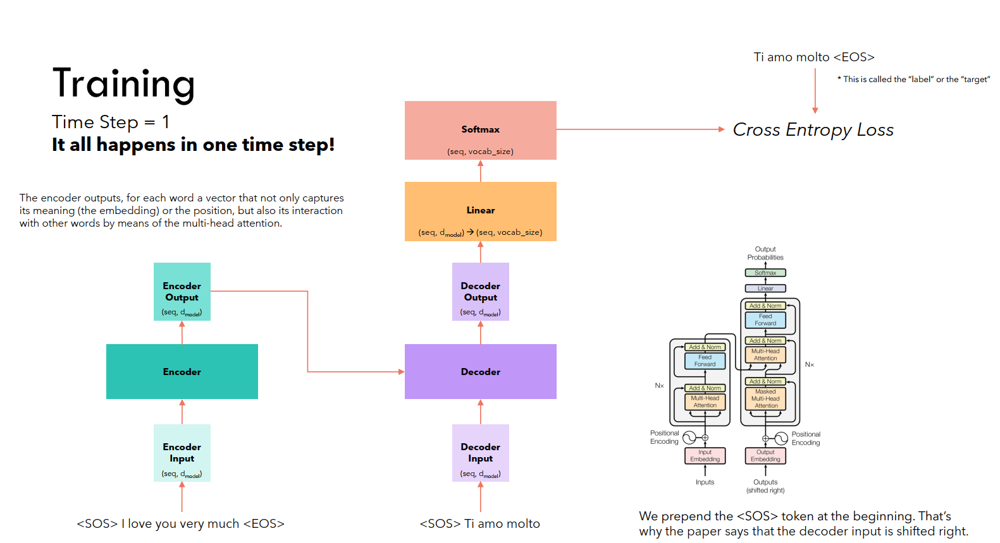 Training
Time Step = 1
It all happens in one time step!
The encoder outputs, for each word a vector that not only captures
its meaning (the embedding) or the position, but also its interaction
with other words by means of the multi-head attention.
Ti amo molto <EOS>
* This is called the “label” or the “target”
Cross Entropy Loss
Softmax
(seq, vocab_size)
Linear
(seq, dmodel) → (seq, vocab_size)
Encoder
Output
(seq, dmodel)
Decoder
Output
(seq, dmodel)
Encoder
Decoder
Encoder
Input
(seq, dmodel)
Decoder
Input
(seq, dmodel)
<SOS> I love you very much <EOS>
<SOS> Ti amo molto
Output
Probabilities
Softmax
Linear
Add & Norm
Feed
Forward
Add & Norm
Multi-Head
Attention
Add & Norm
Masked
Multi-Head
Attention
Nx
Add & Norm
Feed
Forward
Add & Norm
Multi-Head
Attention
Nx
Positional
Encoding
Positional
Encoding
Input
Embedding
Output
Embedding
Inputs
Outputs
(shifted right)
We prepend the <SOS> token at the beginning. That’s
why the paper says that the decoder input is shifted right.